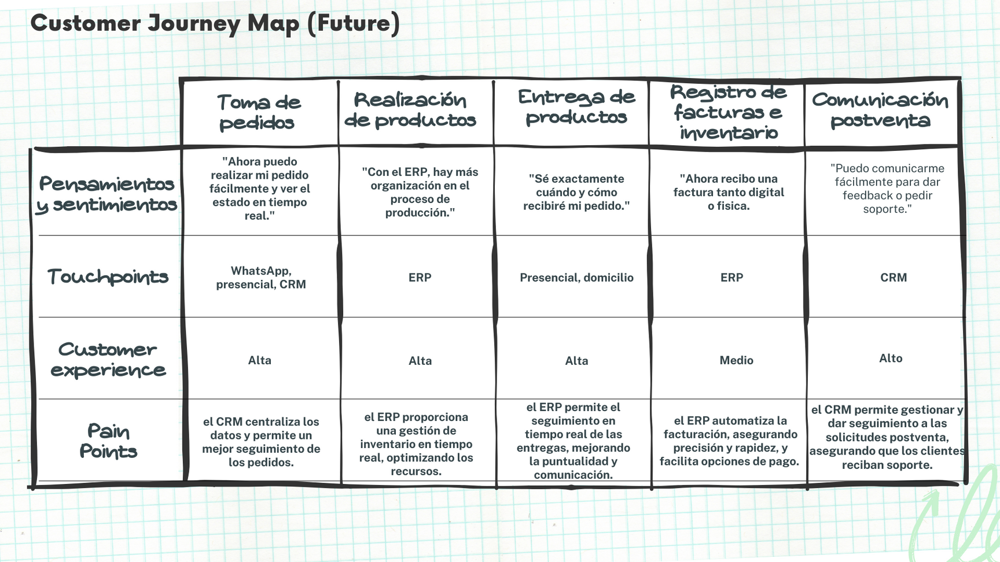 Customer Journey Map (Future)
Toma de
pedidos
Realización
de productos
Entrega de
productos
Registro de
facturas e
inventario
Comunicación
postventa
Pensamientos
y sentimientos
"Ahora puedo
realizar mi pedido
fácilmente y ver el
estado en tiempo
real."
"Con el ERP, hay más
organización en el
proceso de
producción."
"Sé exactamente
cuándo y cómo
recibiré mi pedido."
"Ahora recibo una
factura tanto digital
o fisica.
"Puedo comunicarme
fácilmente para dar
feedback o pedir
soporte."
Touchpoints
WhatsApp,
presencial, CRM
ERP
Presencial, domicilio
ERP
CRM
Customer
experience
Alta
Alta
Alta
Medio
Alto
Pain
Points
el CRM centraliza los
datos y permite un
mejor seguimiento de
los pedidos.
el ERP proporciona
una gestión de
inventario en tiempo
real, optimizando los
recursos.
el ERP permite el
seguimiento en
tiempo real de las
entregas, mejorando
la puntualidad y
comunicación.
el ERP automatiza la
facturación, asegurando
precisión y rapidez, y
facilita opciones de pago.
el CRM permite gestionar y
dar seguimiento a las
solicitudes postventa,
asegurando que los clientes
reciban soporte.